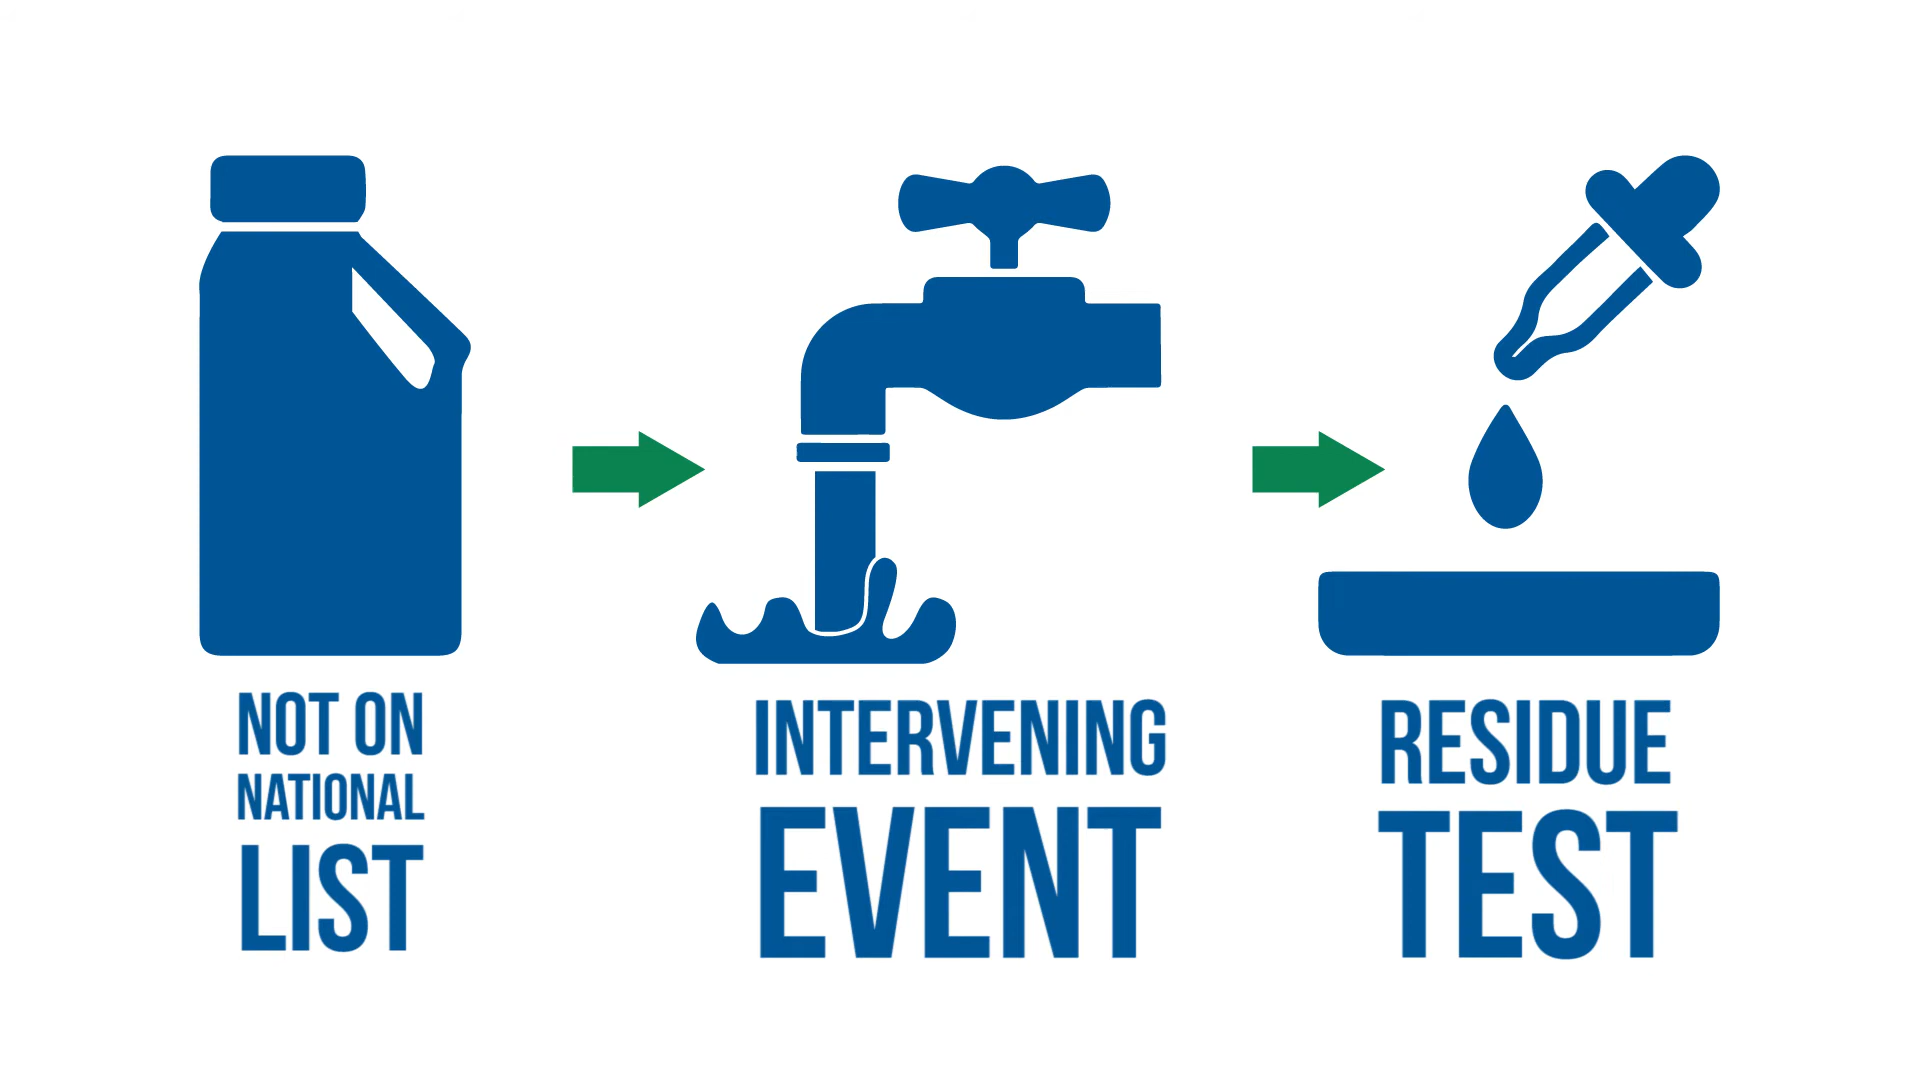 NOT ON
NATIONAL
LIST
INTERVENING
EVENT
RESIDUE
TEST